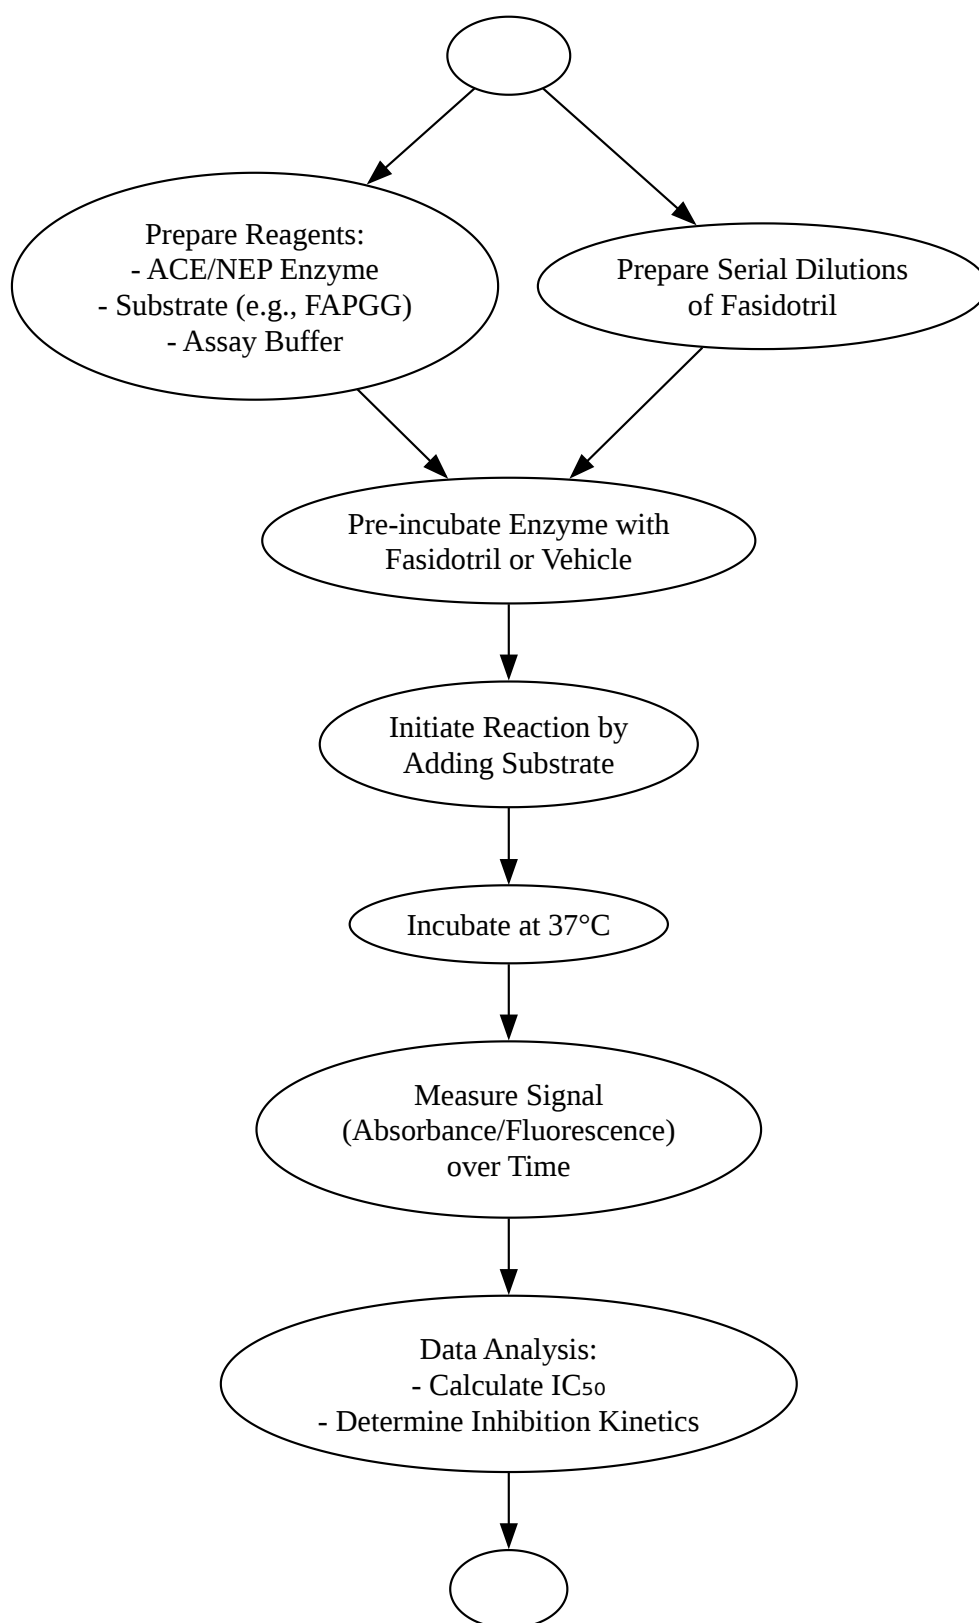 Prepare Reagents:
- ACE/NEP Enzyme
- Substrate (e.g., FAPGG)
- Assay Buffer
Prepare Serial Dilutions
of Fasidotril
Pre-incubate Enzyme with
Fasidotril or Vehicle
Initiate Reaction by
Adding Substrate
Incubate at 37°C
Measure Signal
(Absorbance/Fluorescence)
over Time
Data Analysis:
- Calculate IC₅₀
- Determine Inhibition Kinetics